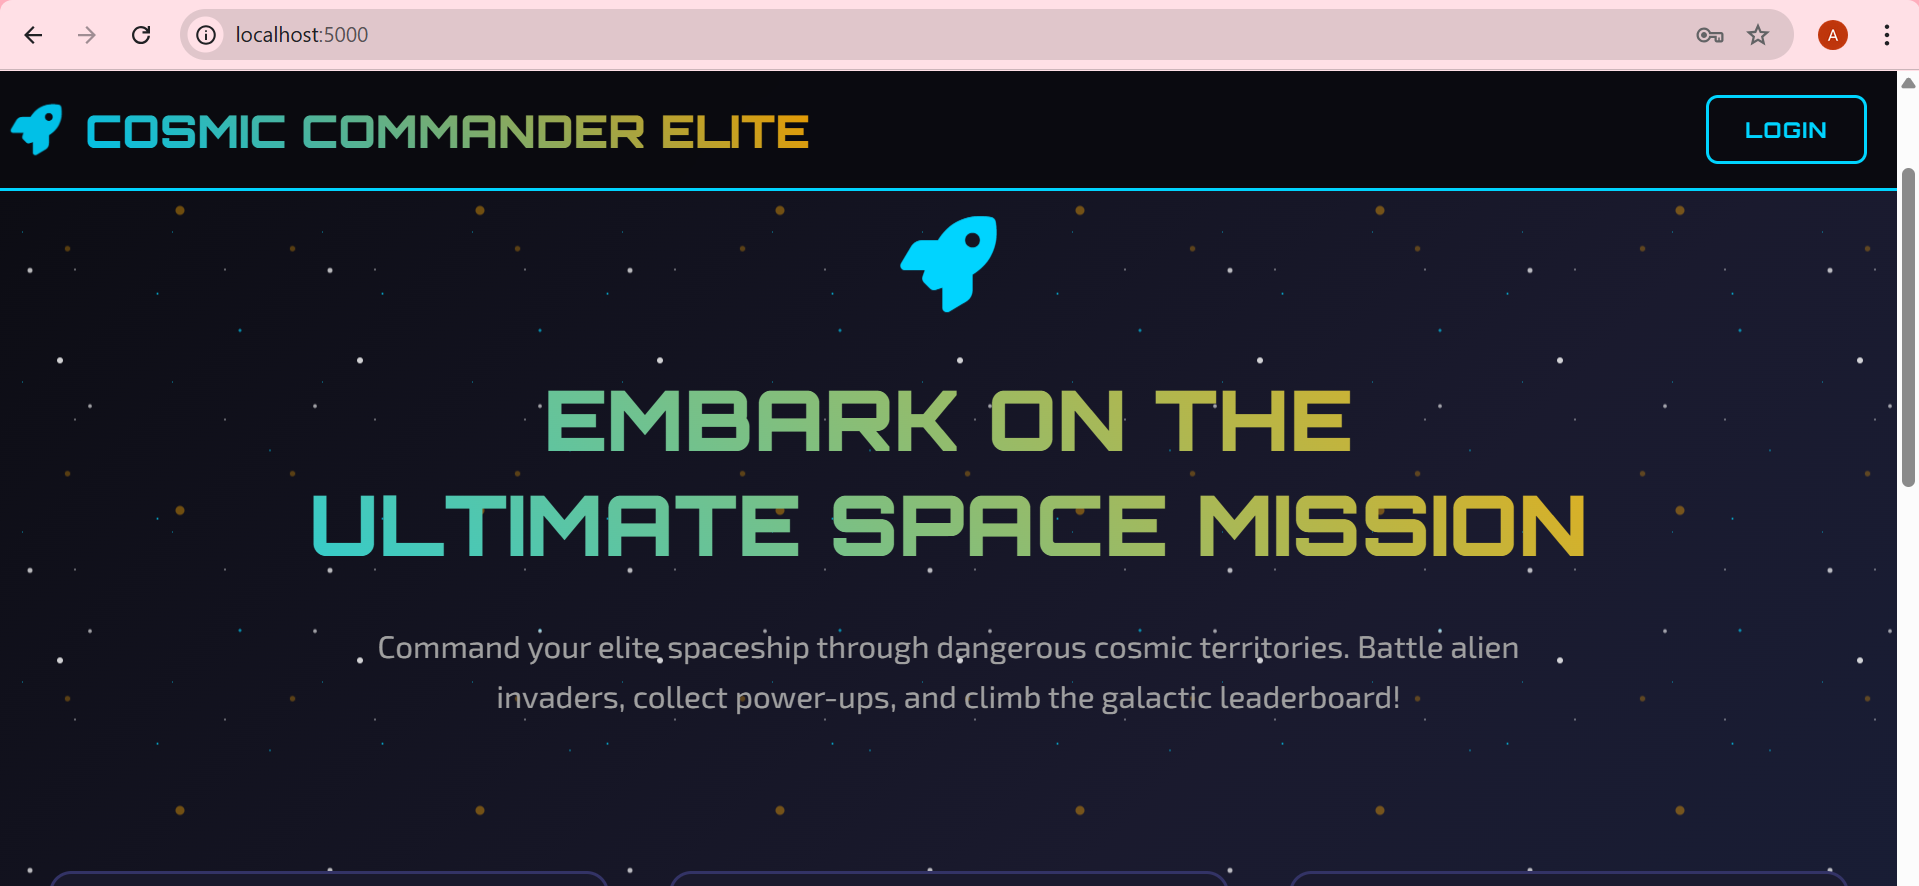 localhost:5000
A
COSMIC COMMANDER ELITE
LOGIN
EMBARK ON THE
ULTIMATE SPACE MISSION
Command your elite spaceship through dangerous cosmic territories. Battle alien
invaders, collect power-ups, and climb the galactic leaderboard!